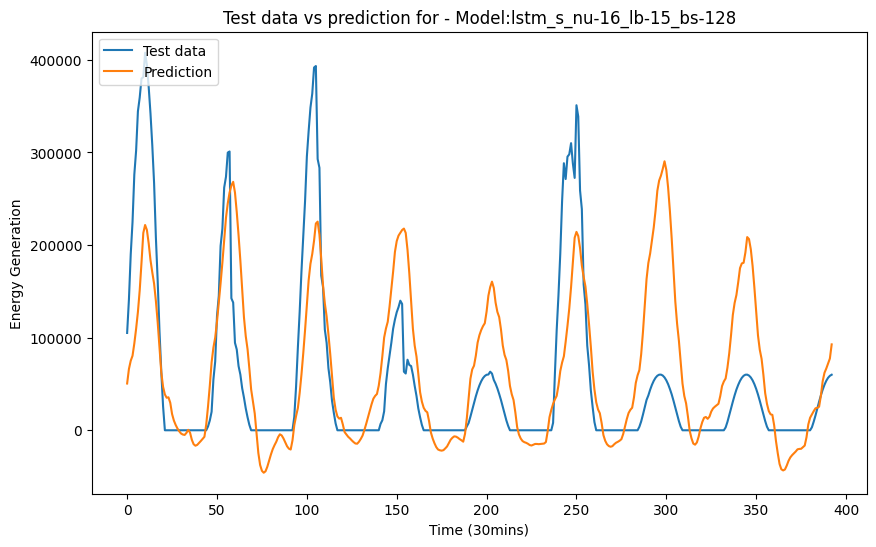 Test data vs prediction for - Model:lstm_s_nu-16_lb-15_bs-128
Test data
Prediction
Energy Generation
400000
300000
200000
100000
0
0 50 100 150 200 250 300 350 400
Time (30mins)